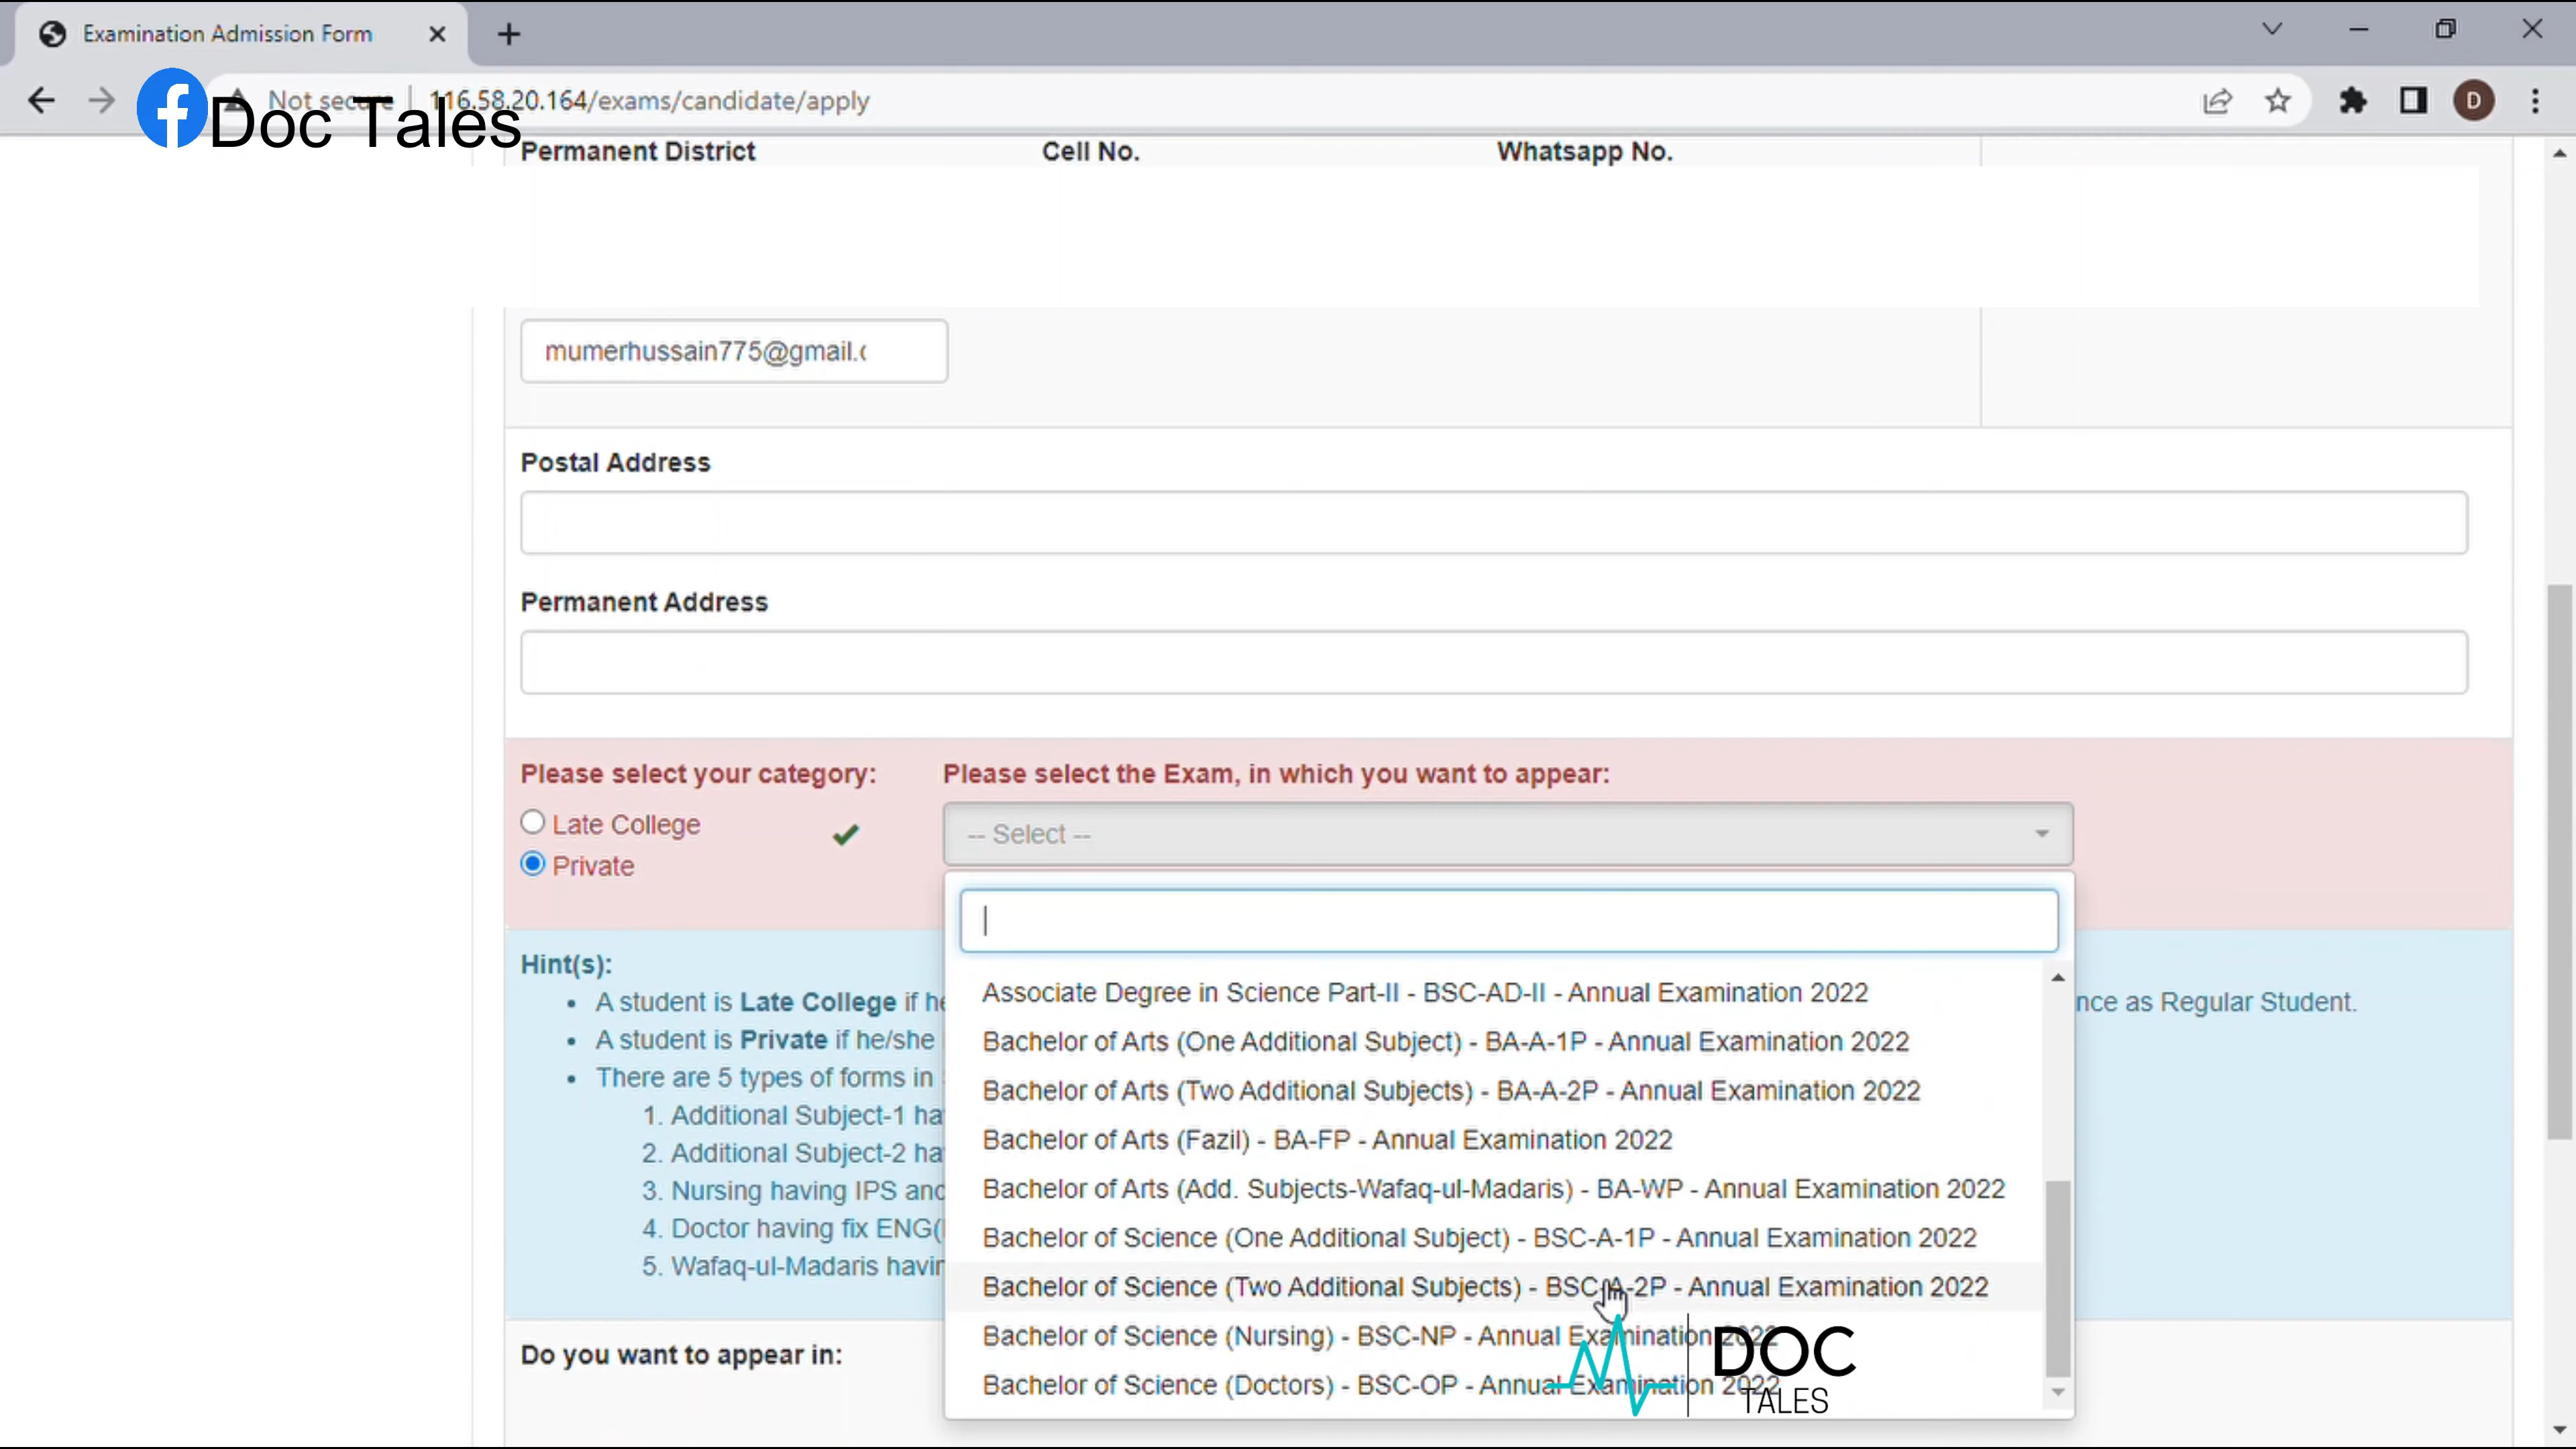 Examination Admission Form
Not secure | 116.58.20.164/exams/candidate/apply
D
Doc Tales
Permanent District
Cell No.
Whatsapp No.
mumerhussain775@gmail.c
Postal Address
Permanent Address
Please select your category:
Late College
Private
Please select the Exam, in which you want to appear:
-- Select --
Associate Degree in Science Part-II - BSC-AD-II - Annual Examination 2022
Bachelor of Arts (One Additional Subject) - BA-A-1P - Annual Examination 2022
Bachelor of Arts (Two Additional Subjects) - BA-A-2P - Annual Examination 2022
Bachelor of Arts (Fazil) - BA-FP - Annual Examination 2022
Bachelor of Arts (Add. Subjects-Wafaq-ul-Madaris) - BA-WP - Annual Examination 2022
Bachelor of Science (One Additional Subject) - BSC-A-1P - Annual Examination 2022
Bachelor of Science (Two Additional Subjects) - BSC-A-2P - Annual Examination 2022
Bachelor of Science (Nursing) - BSC-NP - Annual Examination 2022
Bachelor of Science (Doctors) - BSC-OP - Annual Examination 2022
Hint(s):
• A student is Late College if he
nce as Regular Student.
• A student is Private if he/she
• There are 5 types of forms in
1. Additional Subject-1 ha
2. Additional Subject-2 ha
3. Nursing having IPS and
4. Doctor having fix ENG(
5. Wafaq-ul-Madaris havin
Do you want to appear in:
DOC
TALES